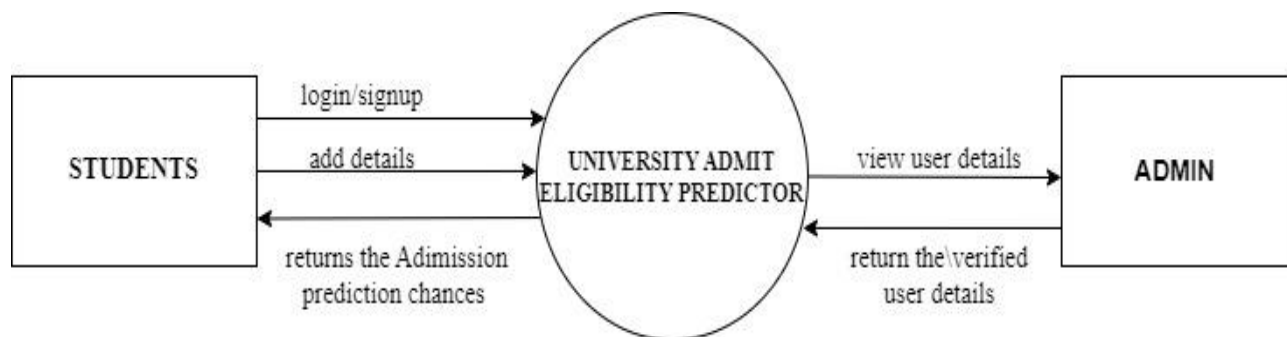 STUDENTS
login/signup
add details
returns the Adimission
prediction chances
UNIVERSITY ADMIT
ELIGIBILITY PREDICTOR
view user details
return the\verified
user details
ADMIN